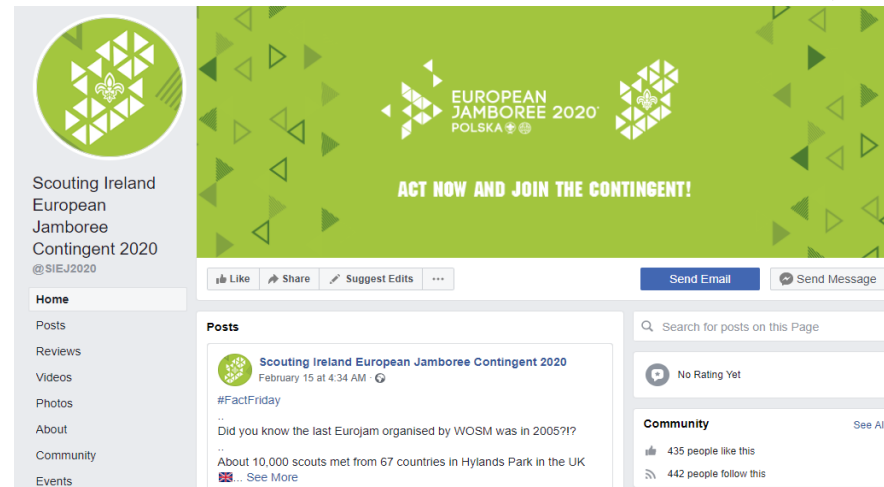 EUROPEAN
JAMBOREE 2020
POLSKA
ACT NOW AND JOIN THE CONTINGENT!
Scouting Ireland
European
Jamboree
Contingent 2020
@SIEJ2020
Home
Posts
Reviews
Videos
Photos
About
Community
Events
Like Share Suggest Edits ...
Send Email Send Message
Posts
Scouting Ireland European Jamboree Contingent 2020
February 15 at 4:34 AM ·
#FactFriday
..
Did you know the last Eurojam organised by WOSM was in 2005?!?
..
About 10,000 scouts met from 67 countries in Hylands Park in the UK
🇬🇧... See More
Search for posts on this Page
No Rating Yet
Community See Al
435 people like this
442 people follow this